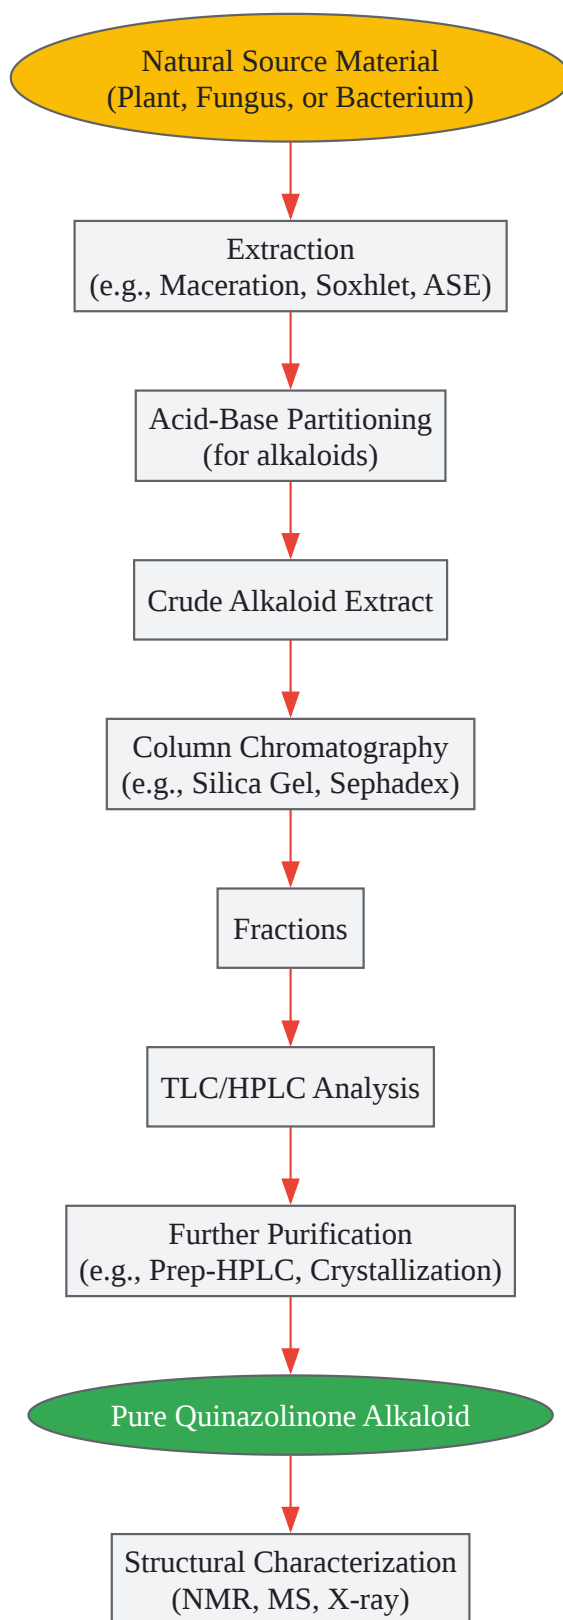 Natural Source Material
(Plant, Fungus, or Bacterium)
Extraction
(e.g., Maceration, Soxhlet, ASE)
Acid-Base Partitioning
(for alkaloids)
Crude Alkaloid Extract
Column Chromatography
(e.g., Silica Gel, Sephadex)
Fractions
TLC/HPLC Analysis
Further Purification
(e.g., Prep-HPLC, Crystallization)
Pure Quinazolinone Alkaloid
Structural Characterization
(NMR, MS, X-ray)